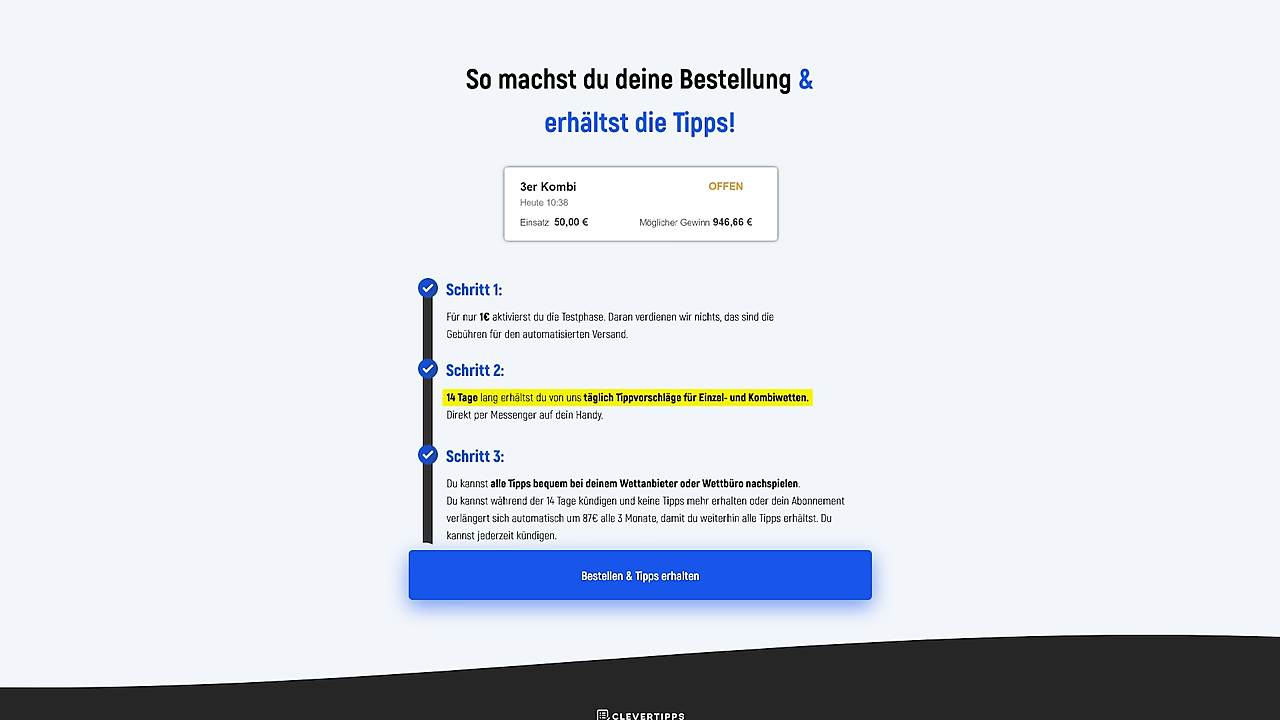 So machst du deine Bestellung &
erhältst die Tipps!
3er Kombi
OFFEN
Heute 10:38
Einsatz 50,00 €
Möglicher Gewinn 946,66 €
Schritt 1:
Für nur 1€ aktivierst du die Testphase. Daran verdienen wir nichts, das sind die
Gebühren für den automatisierten Versand.
Schritt 2:
14 Tage lang erhältst du von uns täglich Tippvorschläge für Einzel- und Kombiwetten.
Direkt per Messenger auf dein Handy.
Schritt 3:
Du kannst alle Tipps bequem bei deinem Wettanbieter oder Wettbüro nachspielen.
Du kannst während der 14 Tage kündigen und keine Tipps mehr erhalten oder dein Abonnement
verlängert sich automatisch um 87€ alle 3 Monate, damit du weiterhin alle Tipps erhältst. Du
kannst jederzeit kündigen.
Bestellen & Tipps erhalten
CLEVERTIPPS